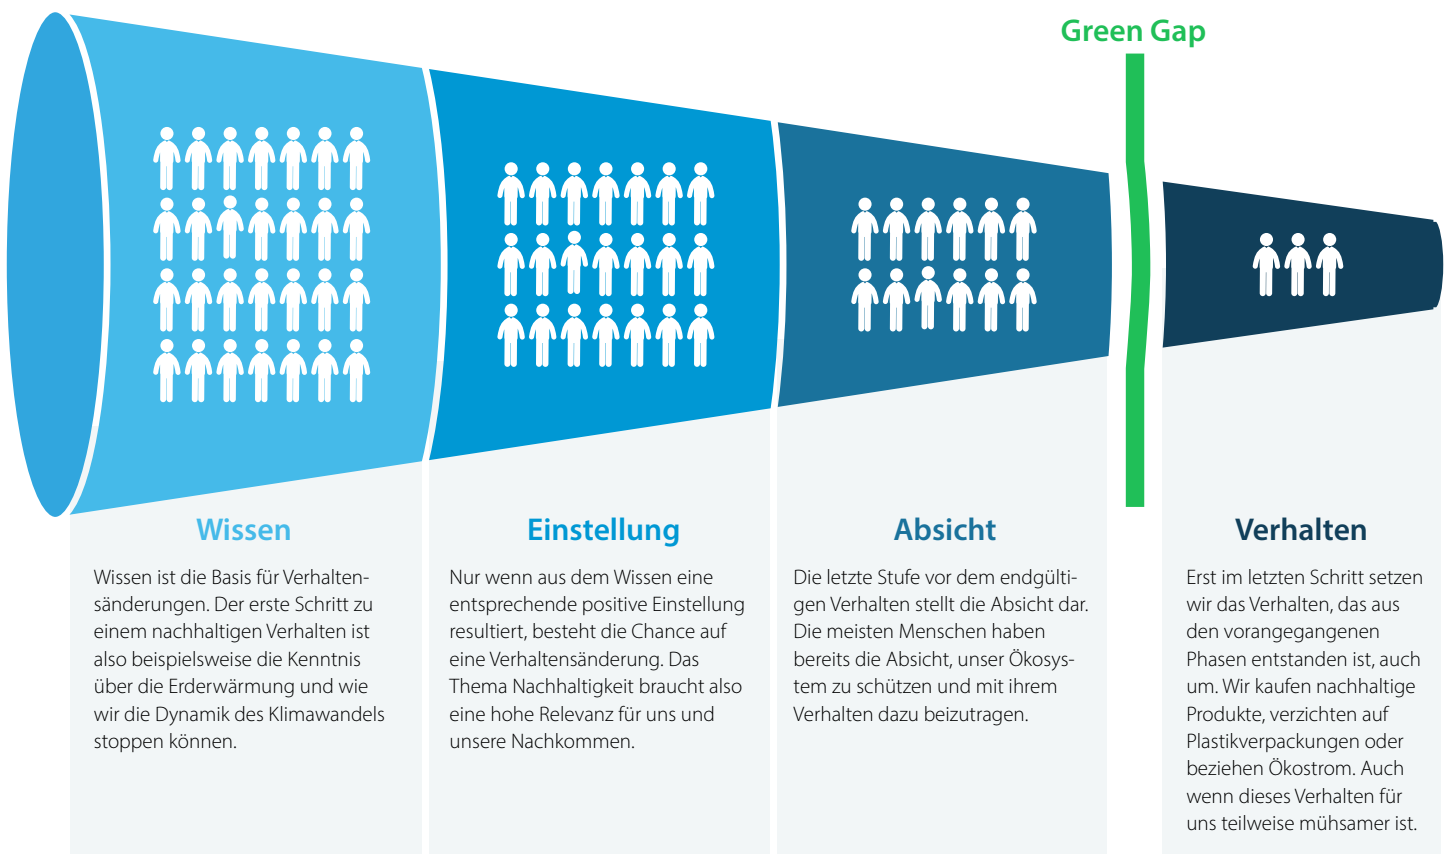 Green Gap
Wissen
Wissen ist die Basis für Verhalten-
sänderungen. Der erste Schritt zu
einem nachhaltigen Verhalten ist
also beispielsweise die Kenntnis
über die Erderwärmung und wie
wir die Dynamik des Klimawandels
stoppen können.
Einstellung
Nur wenn aus dem Wissen eine
entsprechende positive Einstellung
resultiert, besteht die Chance auf
eine Verhaltensänderung. Das
Thema Nachhaltigkeit braucht also
eine hohe Relevanz für uns und
unsere Nachkommen.
Absicht
Die letzte Stufe vor dem endgülti-
gen Verhalten stellt die Absicht dar.
Die meisten Menschen haben
bereits die Absicht, unser Ökosys-
tem zu schützen und mit ihrem
Verhalten dazu beizutragen.
Verhalten
Erst im letzten Schritt setzen
wir das Verhalten, das aus
den vorangegangenen
Phasen entstanden ist, auch
um. Wir kaufen nachhaltige
Produkte, verzichten auf
Plastikverpackungen oder
beziehen Ökostrom. Auch
wenn dieses Verhalten für
uns teilweise mühsamer ist.